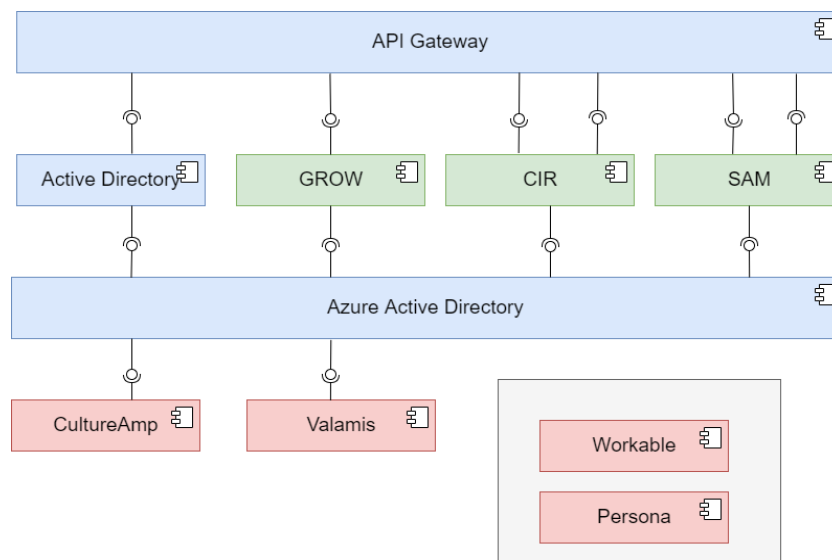 API Gateway
Active Directory
GROW
CIR
SAM
Azure Active Directory
CultureAmp
Valamis
Workable
Persona